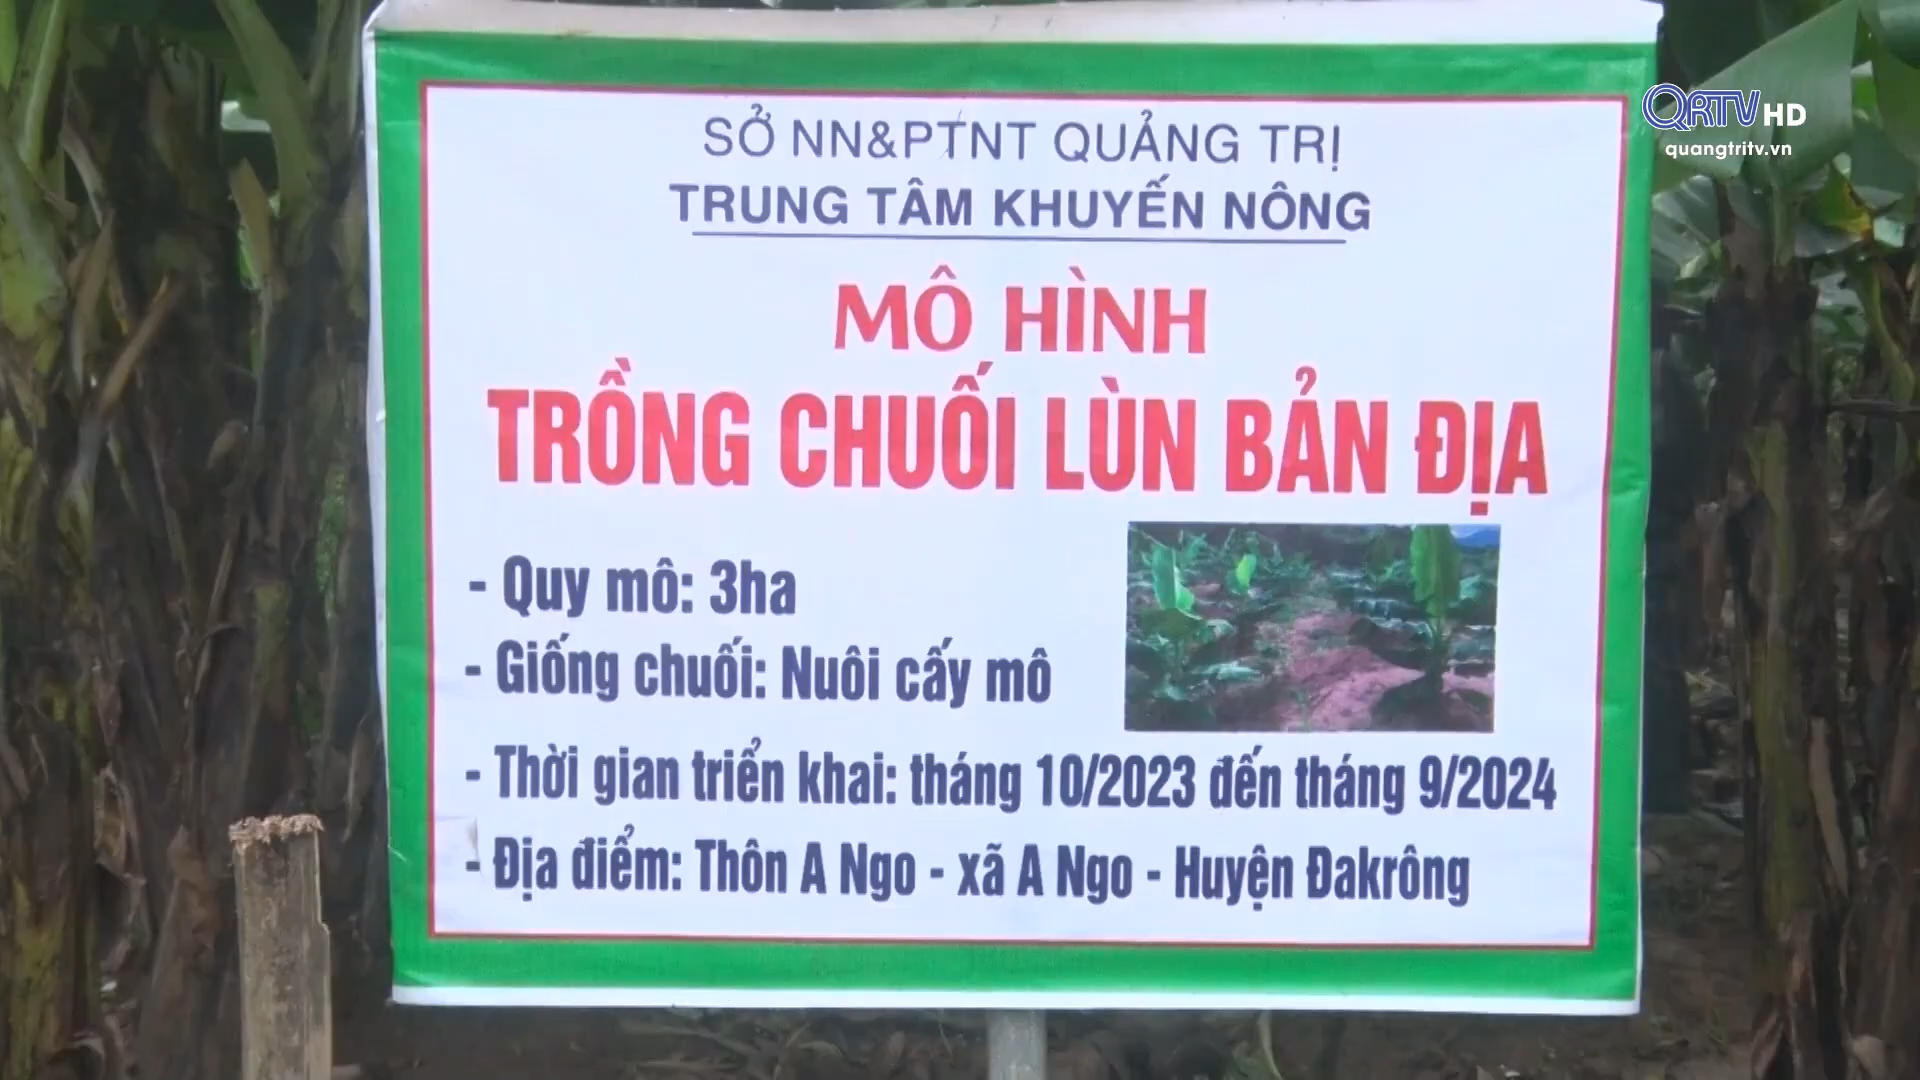 QRTV HD
quangtritv.vn
SỞ NN&PTNT QUẢNG TRỊ
TRUNG TÂM KHUYẾN NÔNG
MÔ HÌNH
TRỒNG CHUỐI LÙN BẢN ĐỊA
- Quy mô: 3ha
- Giống chuối: Nuôi cấy mô
- Thời gian triển khai: tháng 10/2023 đến tháng 9/2024
- Địa điểm: Thôn A Ngo - xã A Ngo - Huyện Đakrông